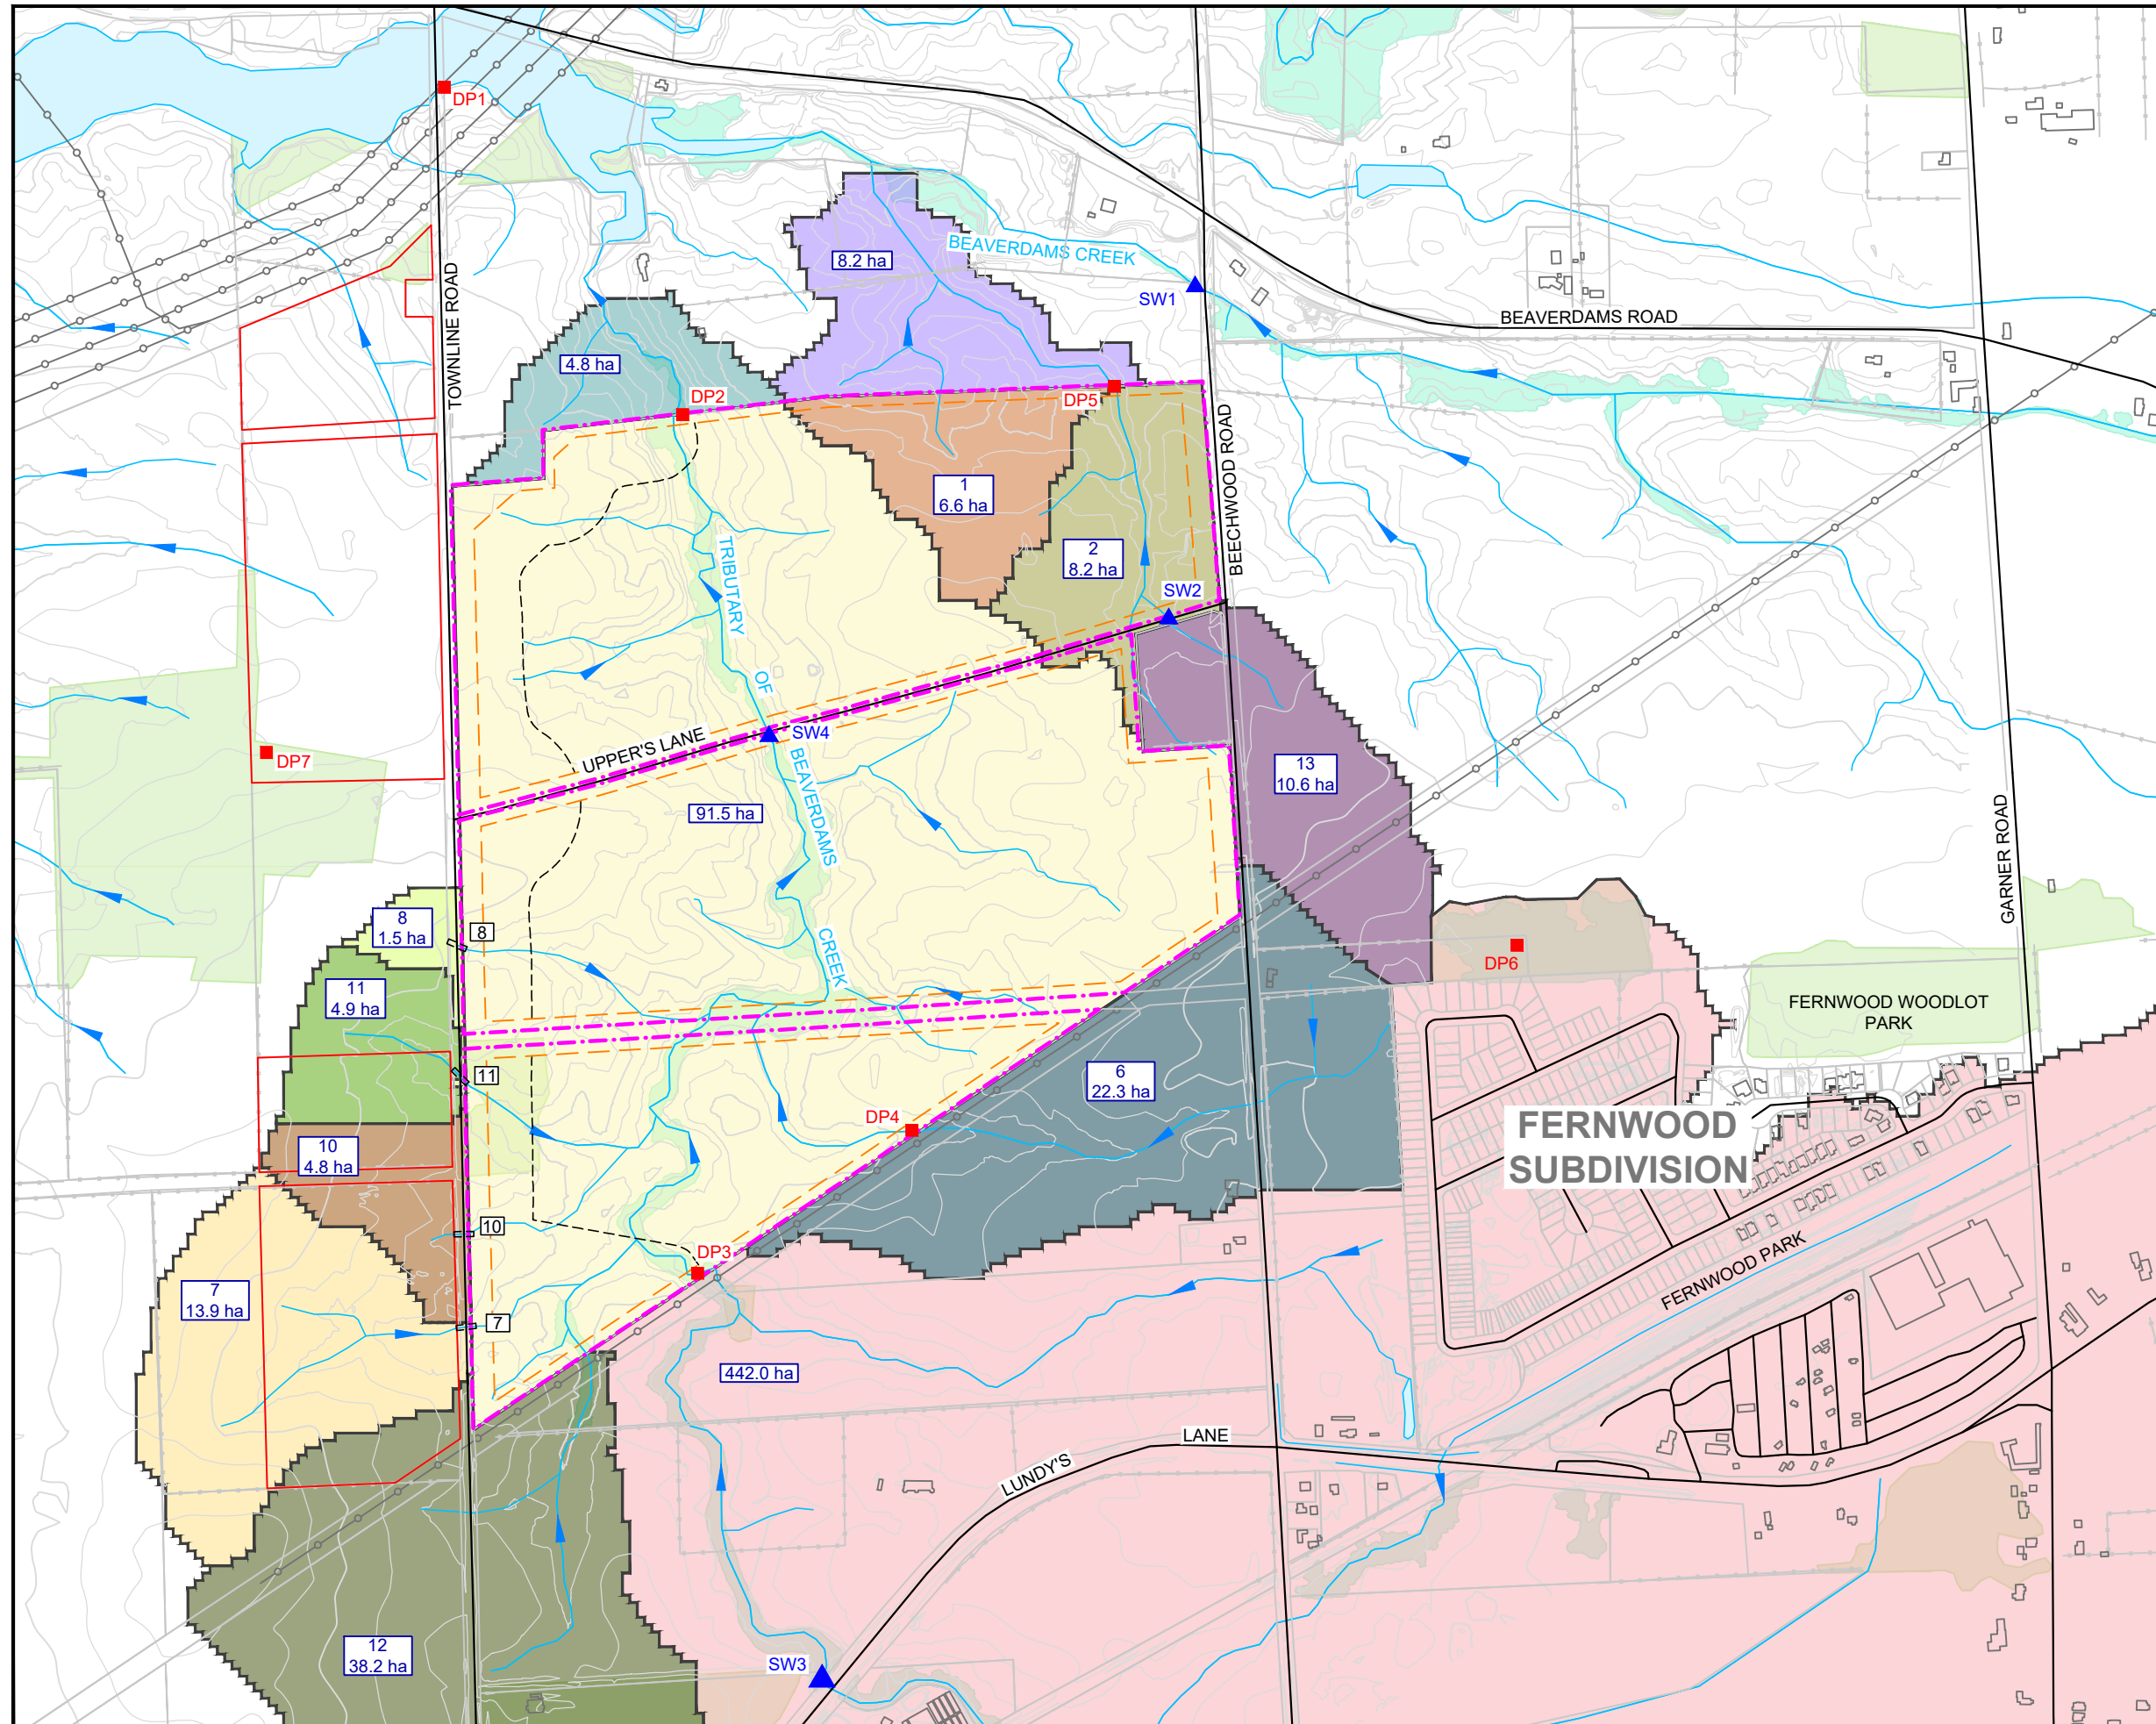 DP1
TOWNLINE ROAD
8.2 ha
BEAVERDAMS CREEK
SW1
BEAVERDAMS ROAD
4.8 ha
DP2
DP5
BEECHWOOD ROAD
1
6.6 ha
2
8.2 ha
TRIBUTARY
OF
BEAVERDAMS
CREEK
SW2
UPPER'S LANE
SW4
DP7
91.5 ha
13
10.6 ha
GARNER ROAD
8
1.5 ha
8
11
4.9 ha
11
DP6
FERNWOOD WOODLOT
PARK
6
22.3 ha
DP4
FERNWOOD
SUBDIVISION
10
4.8 ha
10
DP3
7
13.9 ha
7
FERNWOOD PARK
442.0 ha
LUNDY'S
LANE
12
38.2 ha
SW3